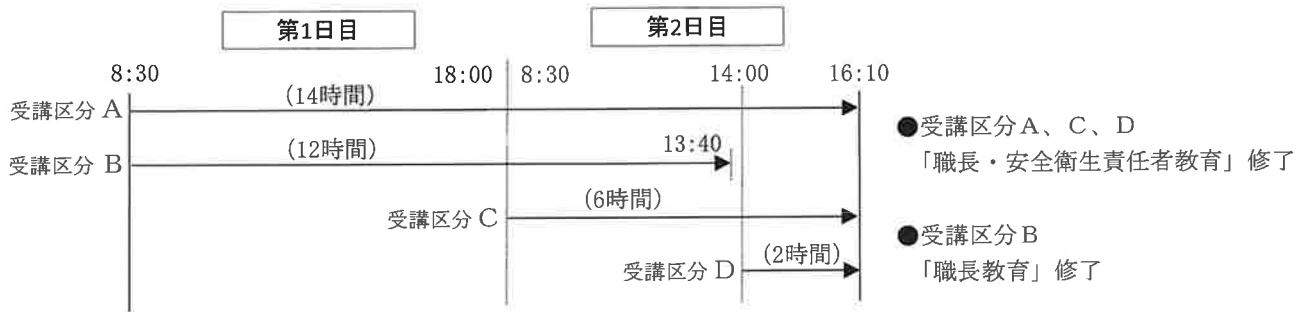 第1日目
第2日目
8:30
18:00
8:30
14:00
16:10
受講区分 A
(14時間)
受講区分 B
(12時間)
13:40
受講区分 C
(6時間)
受講区分 D
(2時間)
●受講区分A、C、D
「職長・安全衛生責任者教育」修了
●受講区分B
「職長教育」修了